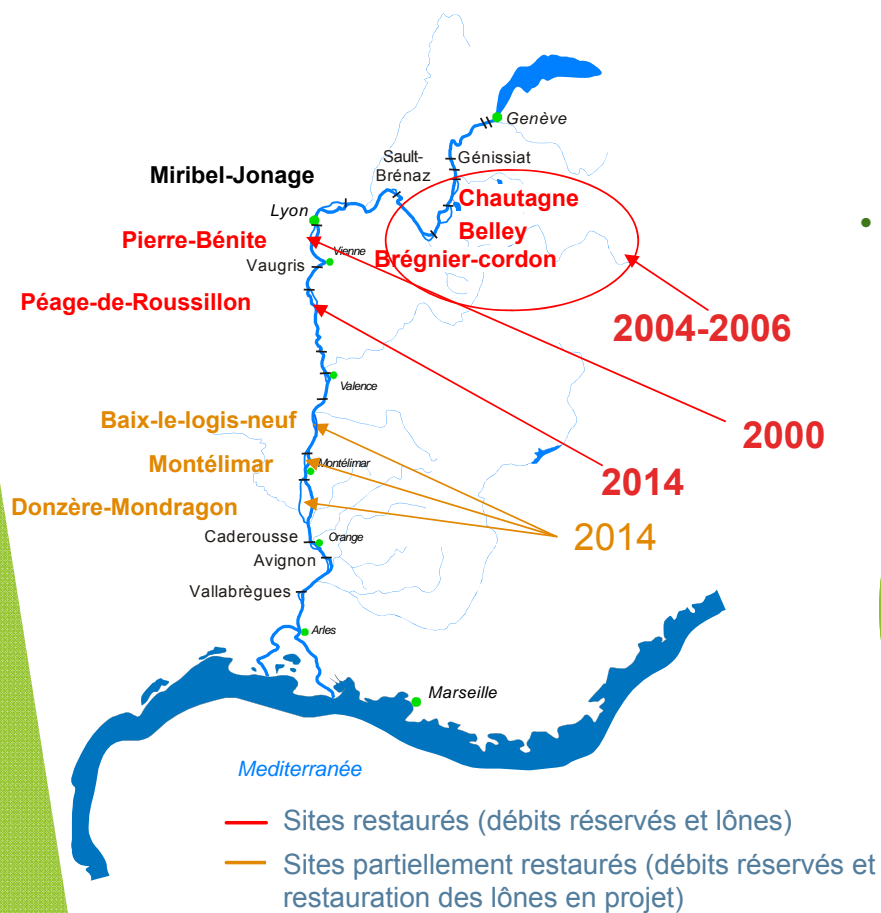 Genève
Sault-
Brénaz
Génissiat
Miribel-Jonage
Chautagne
Lyon
Belley
Pierre-Bénite
Vienne
Brégnier-cordon
Vaugris
Péage-de-Roussillon
2004-2006
Valence
Baix-le-logis-neuf
2000
Montélimar
Montélimar
2014
Donzère-Mondragon
Caderousse
Orange
2014
Avignon
Vallabrègues
Arles
Marseille
Mediterranée
Sites restaurés (débits réservés et lônes)
Sites partiellement restaurés (débits réservés et
restauration des lônes en projet)